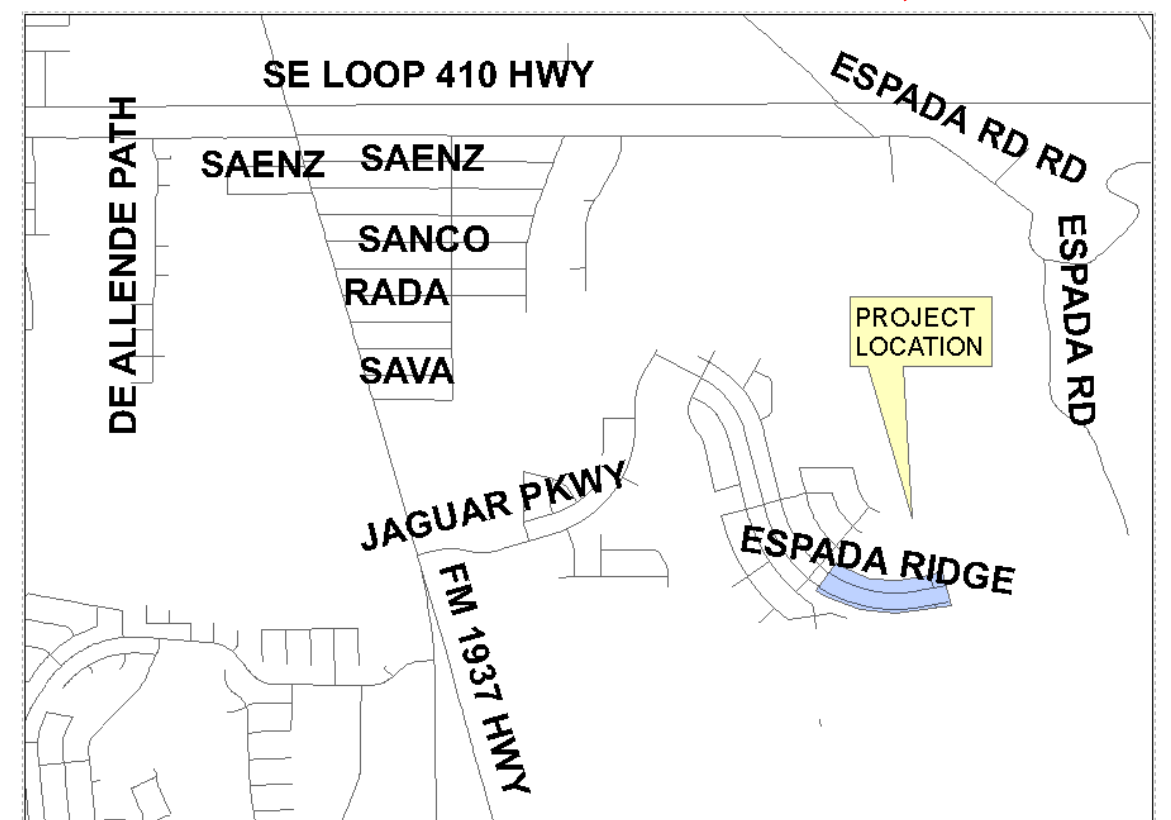 SE LOOP 410 HWY
ESPADA RD RD
DE ALLENDE PATH
SAENZ
SAENZ
SANCO
RADA
SAVA
ESPADA RD
PROJECT
LOCATION
JAGUAR PKWY
ESPADA RIDGE
FM 1937 HWY